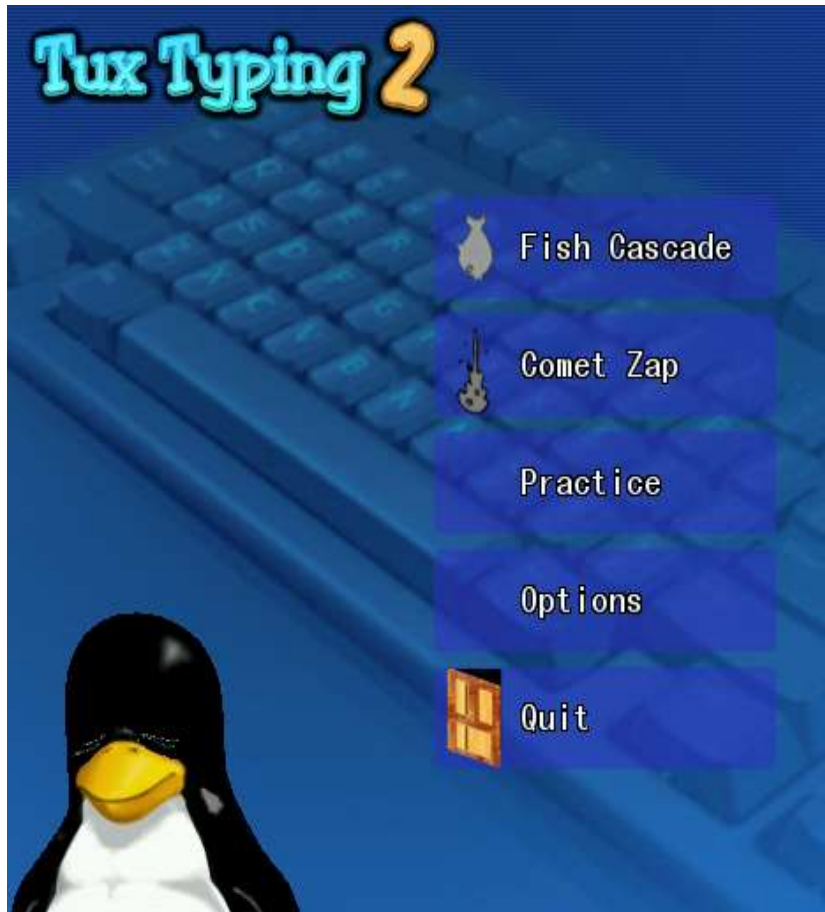 Tux Typing 2
Fish Cascade
Comet Zap
Practice
Options
Quit